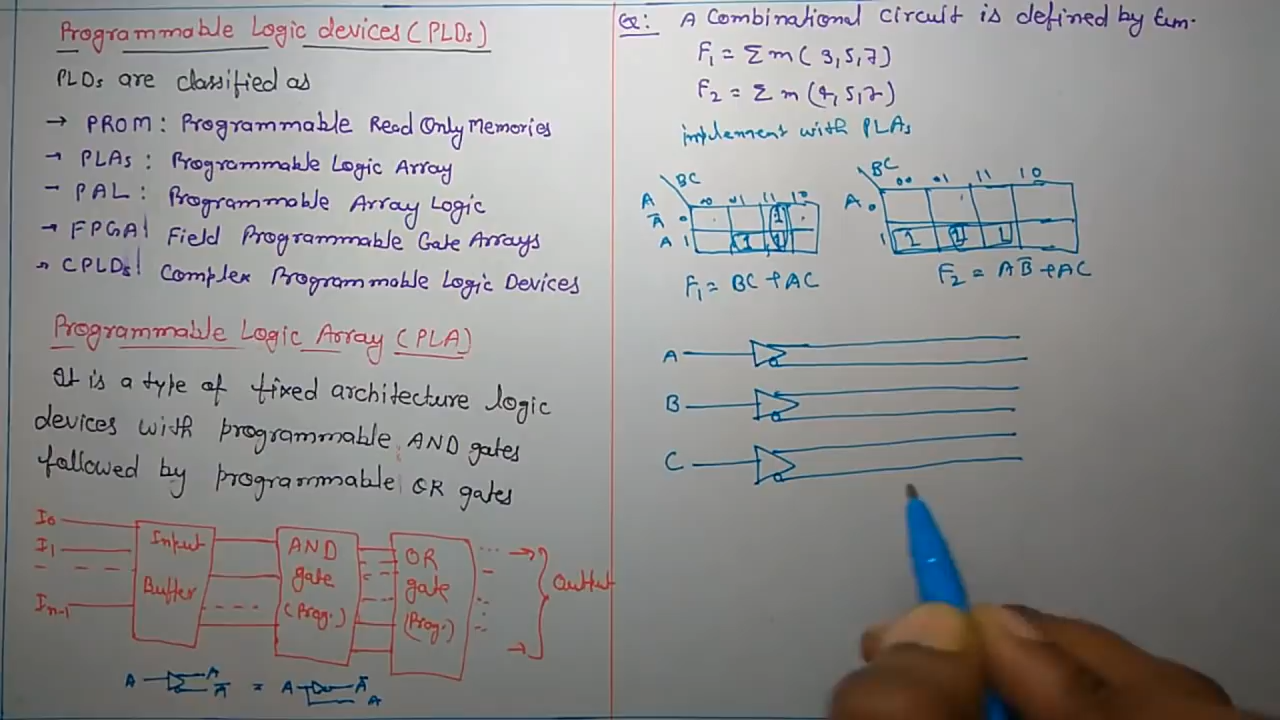 Programmable Logic devices (PLDs)
PLDs are classified as
→ PROM : Programmable Read Only Memories
→ PLAs : Programmable Logic Array
→ PAL : Programmable Array Logic
→ FPGA : Field Programmable Gate Arrays
→ CPLDs : Complex Programmable Logic Devices
Programmable Logic Array (PLA)
It is a type of fixed architecture logic
devices with programmable AND gates
followed by programmable OR gates
I0
I1
In-1
Input
Buffer
AND
gate
(Prog.)
OR
gate
(Prog.)
Output
A A Ā = A Ā A
Ex: A Combinational circuit is defined by fun.
F1 = Σm(3,5,7)
F2 = Σm(4,5,7)
implement with PLAs
BC
A 00 01 11 10
Ā 0 1
A 1 1 1
F1 = BC + AC
BC
00 01 11 10
A 0
1 1 1 1
F2 = AB̄ + AC
A
B
C